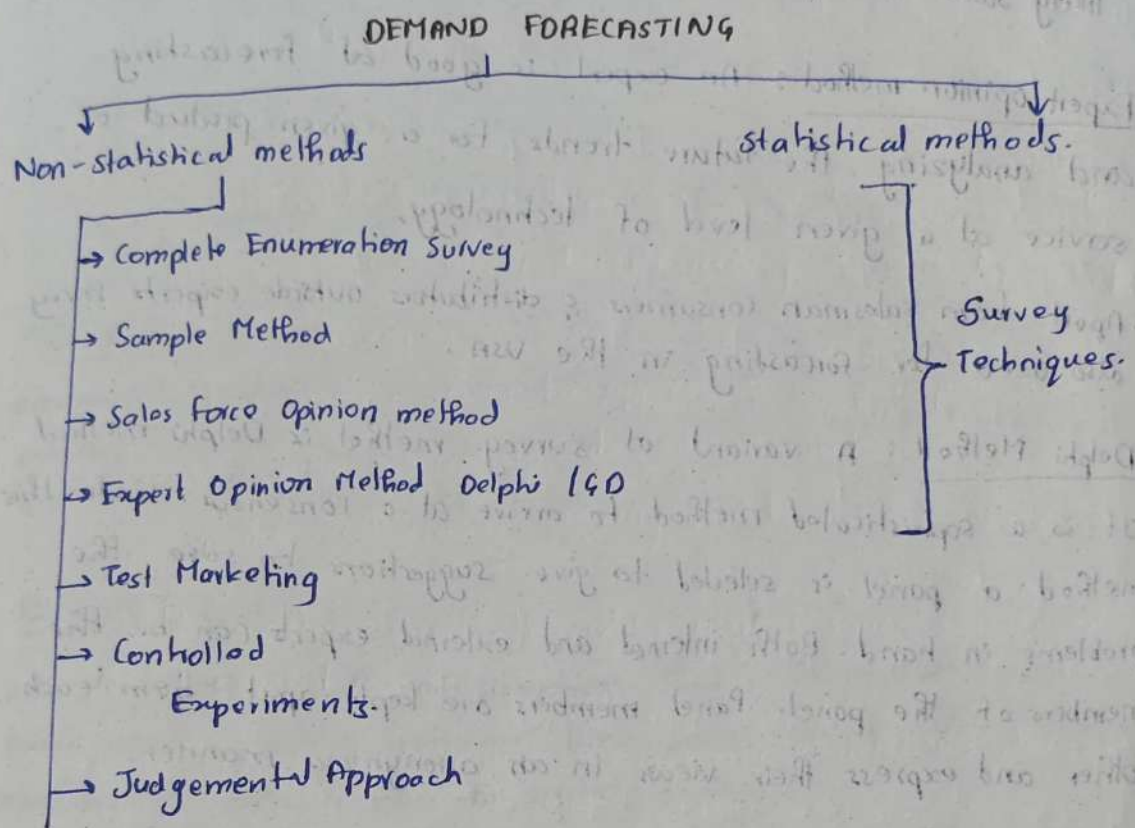 DEMAND FORECASTING
Non-statistical methods
statistical methods.
→ Complete Enumeration Survey
→ Sample Method
→ Sales force Opinion method
→ Expert Opinion Method Delphi /GD
Survey
Techniques.
→ Test Marketing
→ Controlled
Experiments.
→ Judgemental Approach